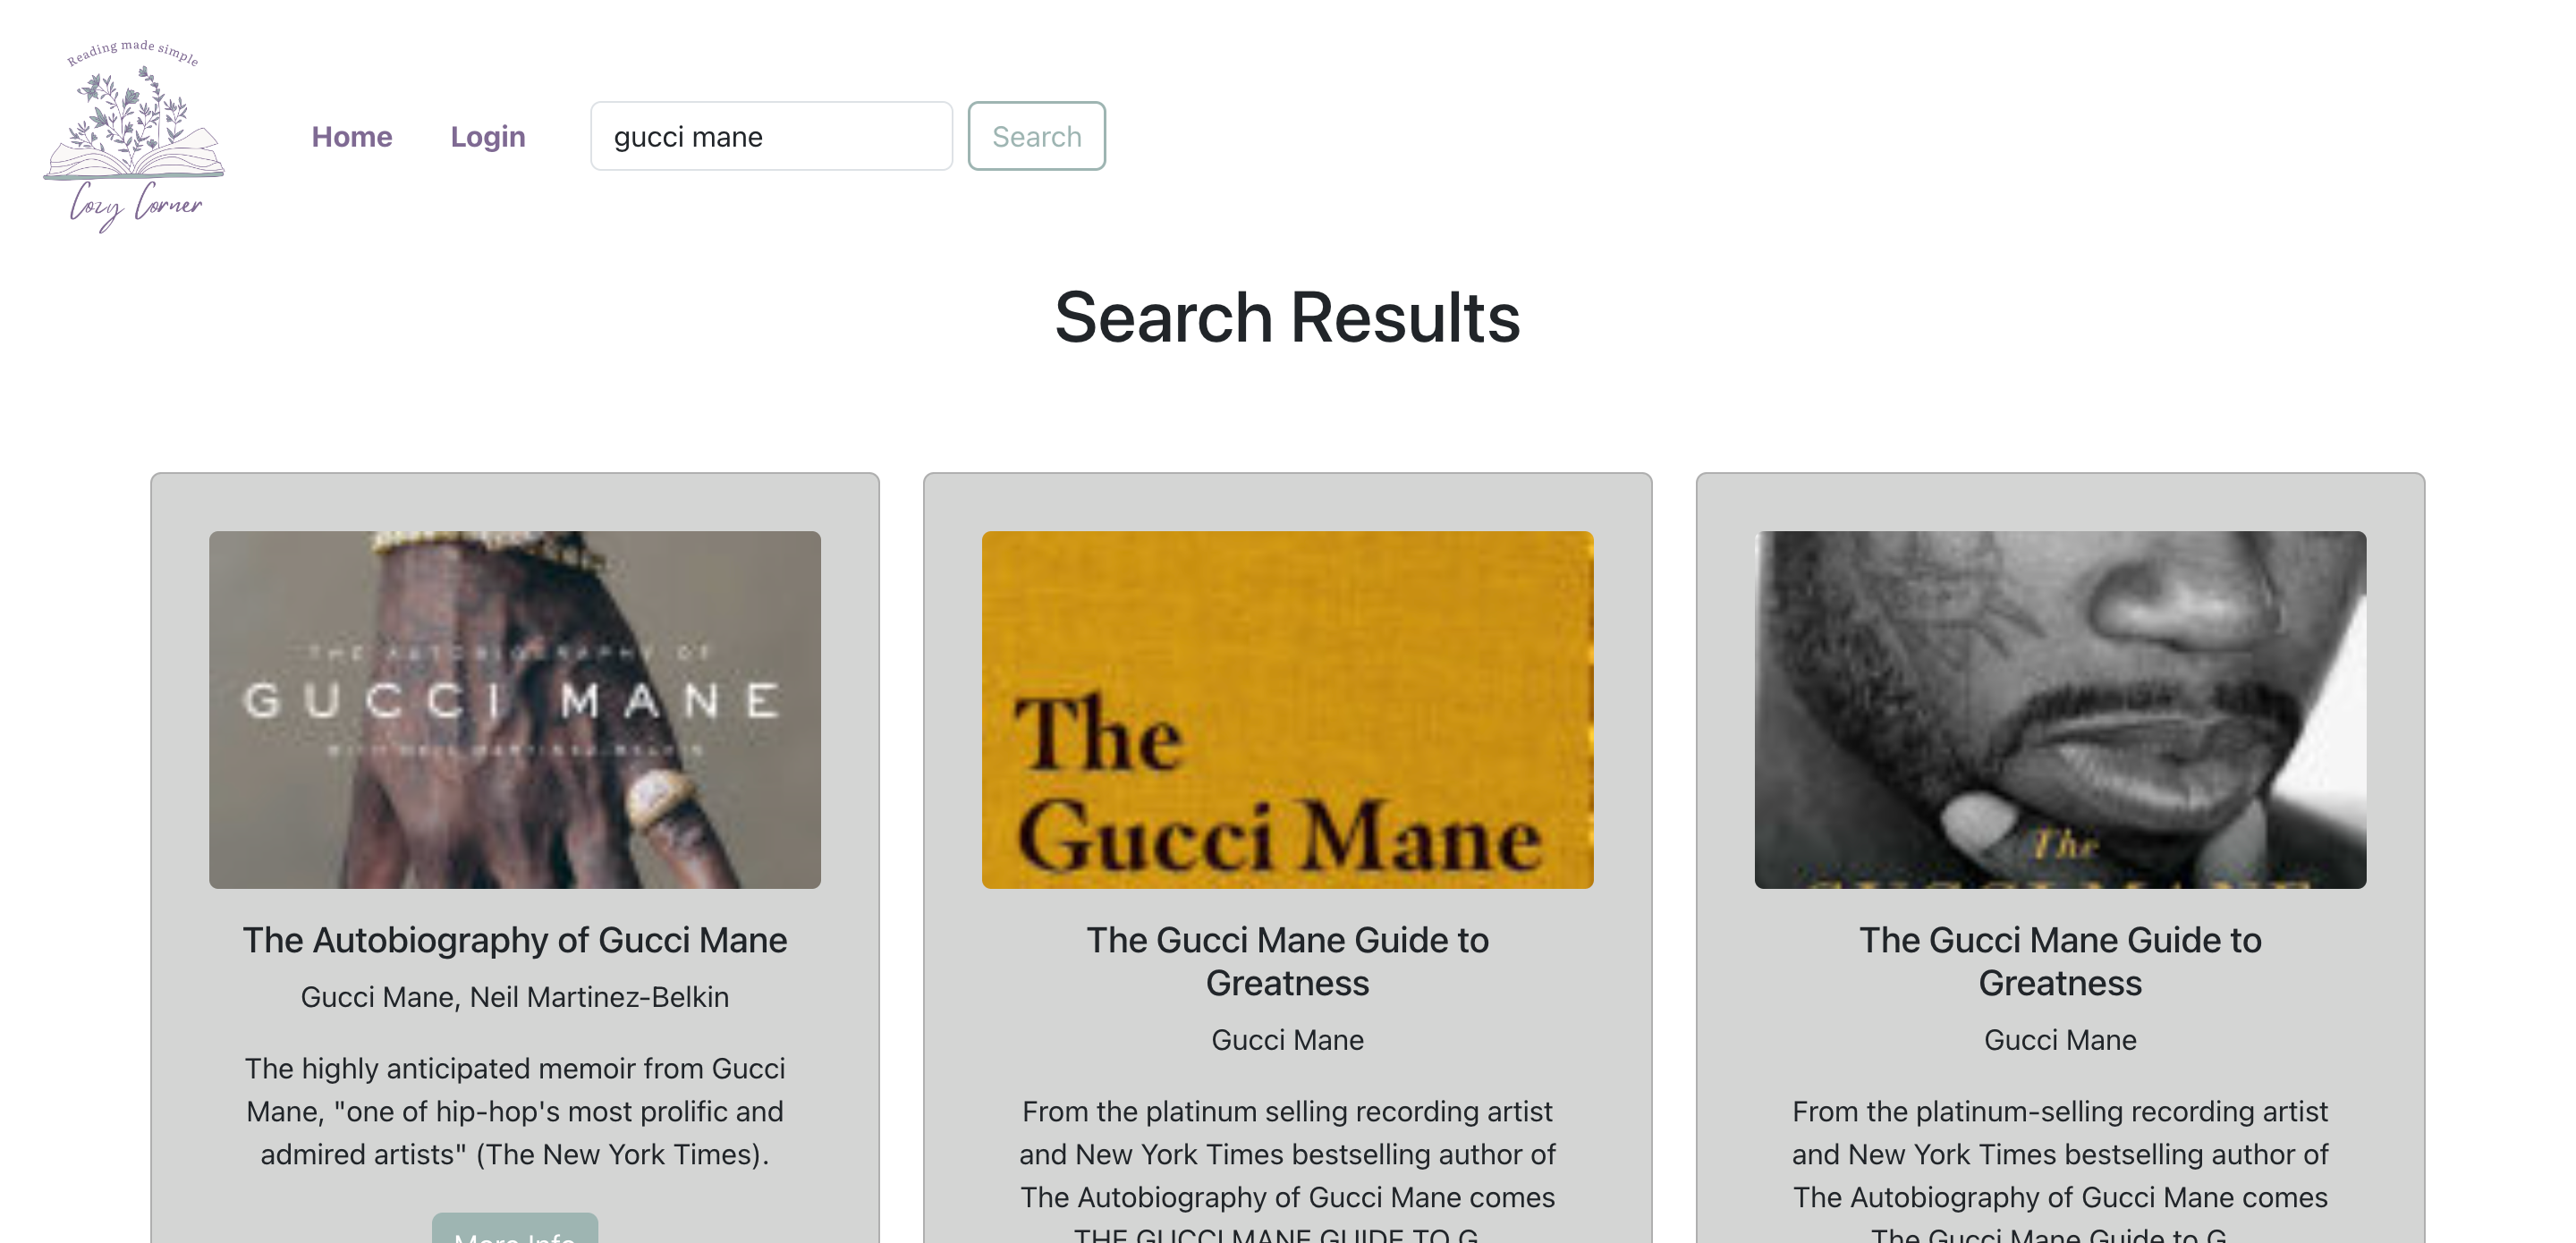 Reading made simple
Cozy Corner
Home
Login
gucci mane
Search
Search Results
THE AUTOBIOGRAPHY OF
GUCCI MANE
WITH NEIL MARTINEZ-BELKIN
The Autobiography of Gucci Mane
Gucci Mane, Neil Martinez-Belkin
The highly anticipated memoir from Gucci
Mane, "one of hip-hop's most prolific and
admired artists" (The New York Times).
More Info
The
Gucci Mane
The Gucci Mane Guide to
Greatness
Gucci Mane
From the platinum selling recording artist
and New York Times bestselling author of
The Autobiography of Gucci Mane comes
THE GUCCI MANE GUIDE TO G
The
GUCCI MANE
The Gucci Mane Guide to
Greatness
Gucci Mane
From the platinum-selling recording artist
and New York Times bestselling author of
The Autobiography of Gucci Mane comes
The Gucci Mane Guide to G